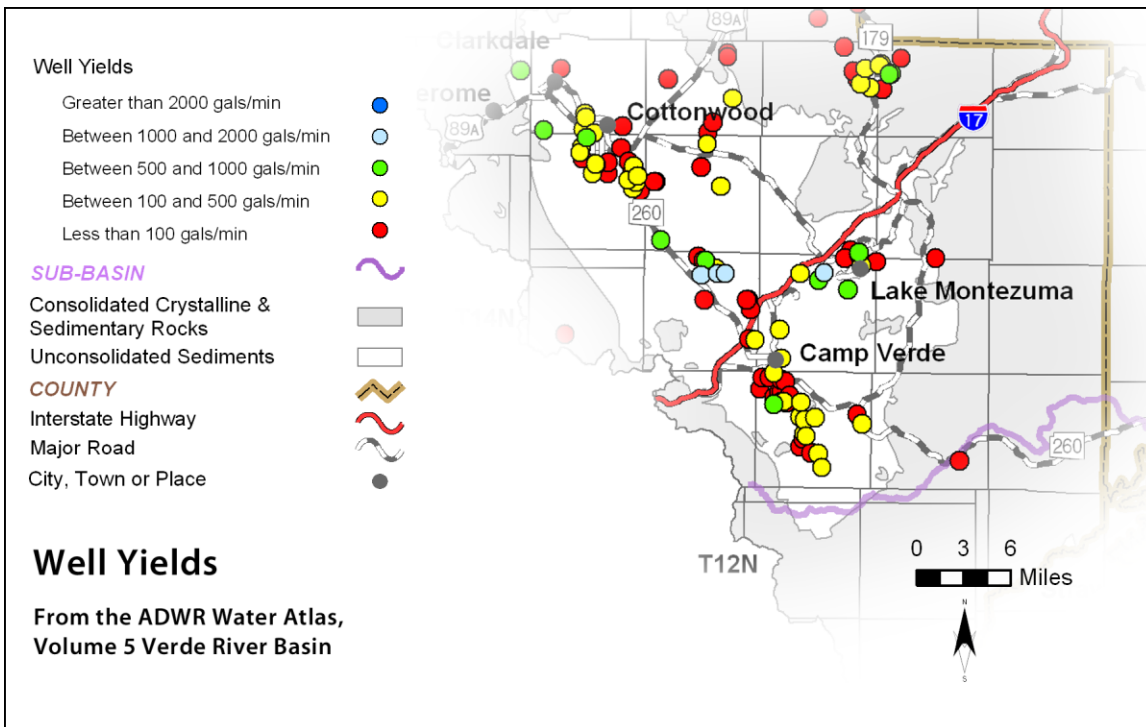 Well Yields
Greater than 2000 gals/min
Between 1000 and 2000 gals/min
Between 500 and 1000 gals/min
Between 100 and 500 gals/min
Less than 100 gals/min
SUB-BASIN
Consolidated Crystalline &
Sedimentary Rocks
Unconsolidated Sediments
COUNTY
Interstate Highway
Major Road
City, Town or Place
Well Yields
From the ADWR Water Atlas,
Volume 5 Verde River Basin
89A
Clarkdale
179
erome
Cottonwood
89A
17
260
Lake Montezuma
Camp Verde
260
T12N
0 3 6
Miles
N
S